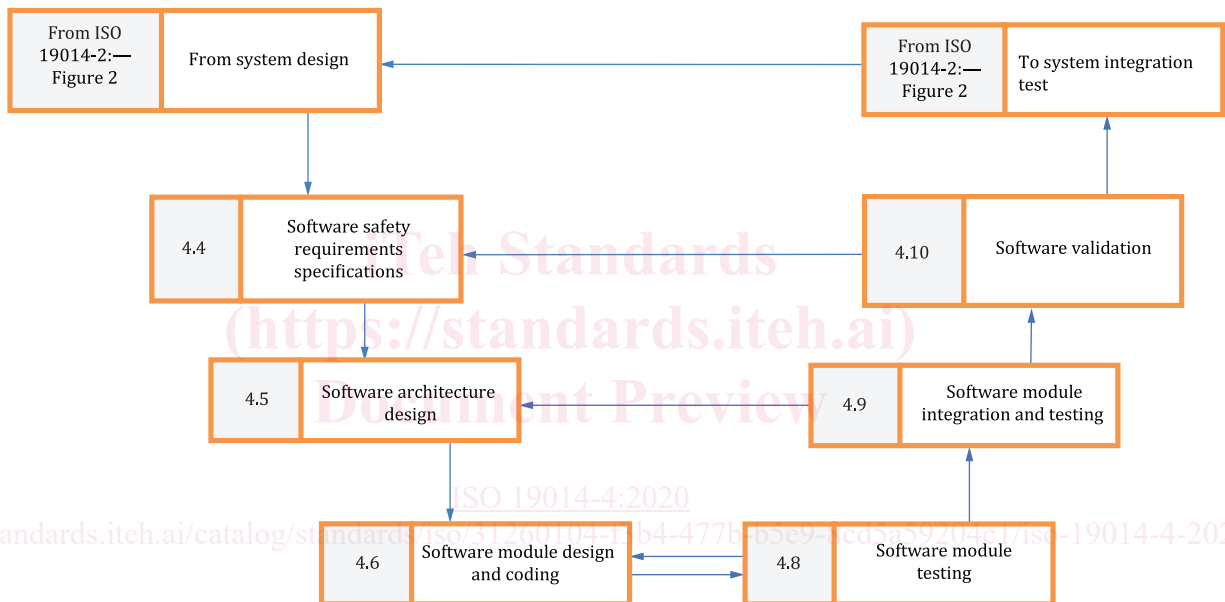 From ISO
19014-2:—
Figure 2
From system design
From ISO
19014-2:—
Figure 2
To system integration
test
4.4
Software safety
requirements
specifications
4.10
Software validation
iTeh Standards
(https://standards.iteh.ai)
Document Preview
4.5
Software architecture
design
4.9
Software module
integration and testing
ISO 19014-4:2020
4.6
Software module design
and coding
4.8
Software module
testing